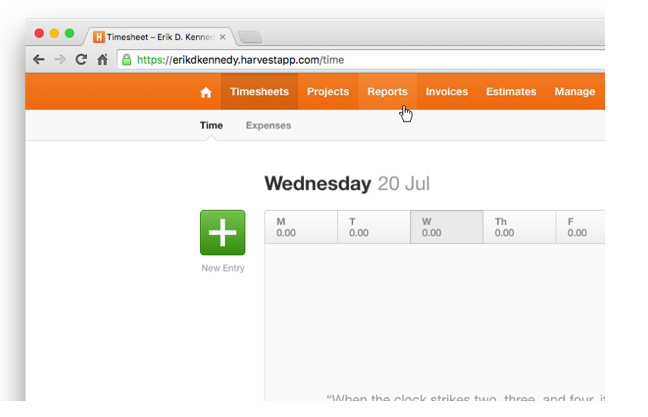 Timesheet – Erik D. Kenned
https://erikdkennedy.harvestapp.com/time
Timesheets Projects Reports Invoices Estimates Manage
Time Expenses
Wednesday 20 Jul
M T W Th F
0.00 0.00 0.00 0.00 0.00
New Entry
“When the clock strikes two, three, and four, i